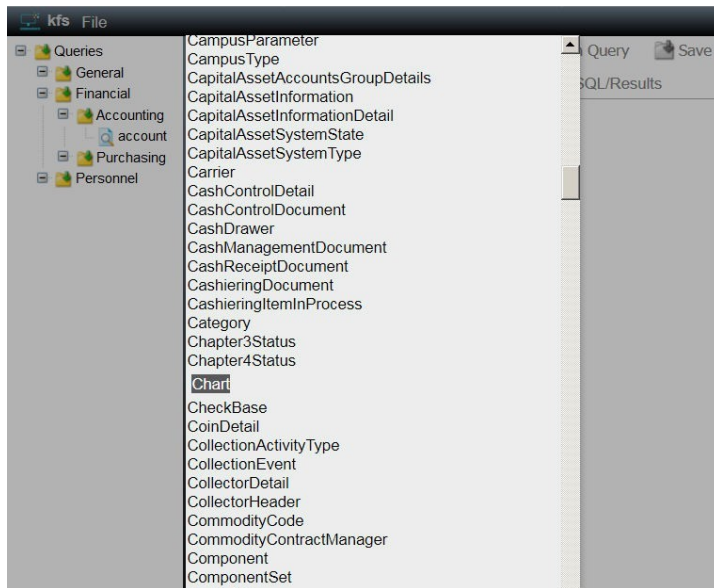 kfs File
Queries
General
Financial
Accounting
account
Purchasing
Personnel
CampusParameter
CampusType
CapitalAssetAccountsGroupDetails
CapitalAssetInformation
CapitalAssetInformationDetail
CapitalAssetSystemState
CapitalAssetSystemType
Carrier
CashControlDetail
CashControlDocument
CashDrawer
CashManagementDocument
CashReceiptDocument
CashieringDocument
CashieringItemInProcess
Category
Chapter3Status
Chapter4Status
Chart
CheckBase
CoinDetail
CollectionActivityType
CollectionEvent
CollectorDetail
CollectorHeader
CommodityCode
CommodityContractManager
Component
ComponentSet
Query Save
SQL/Results